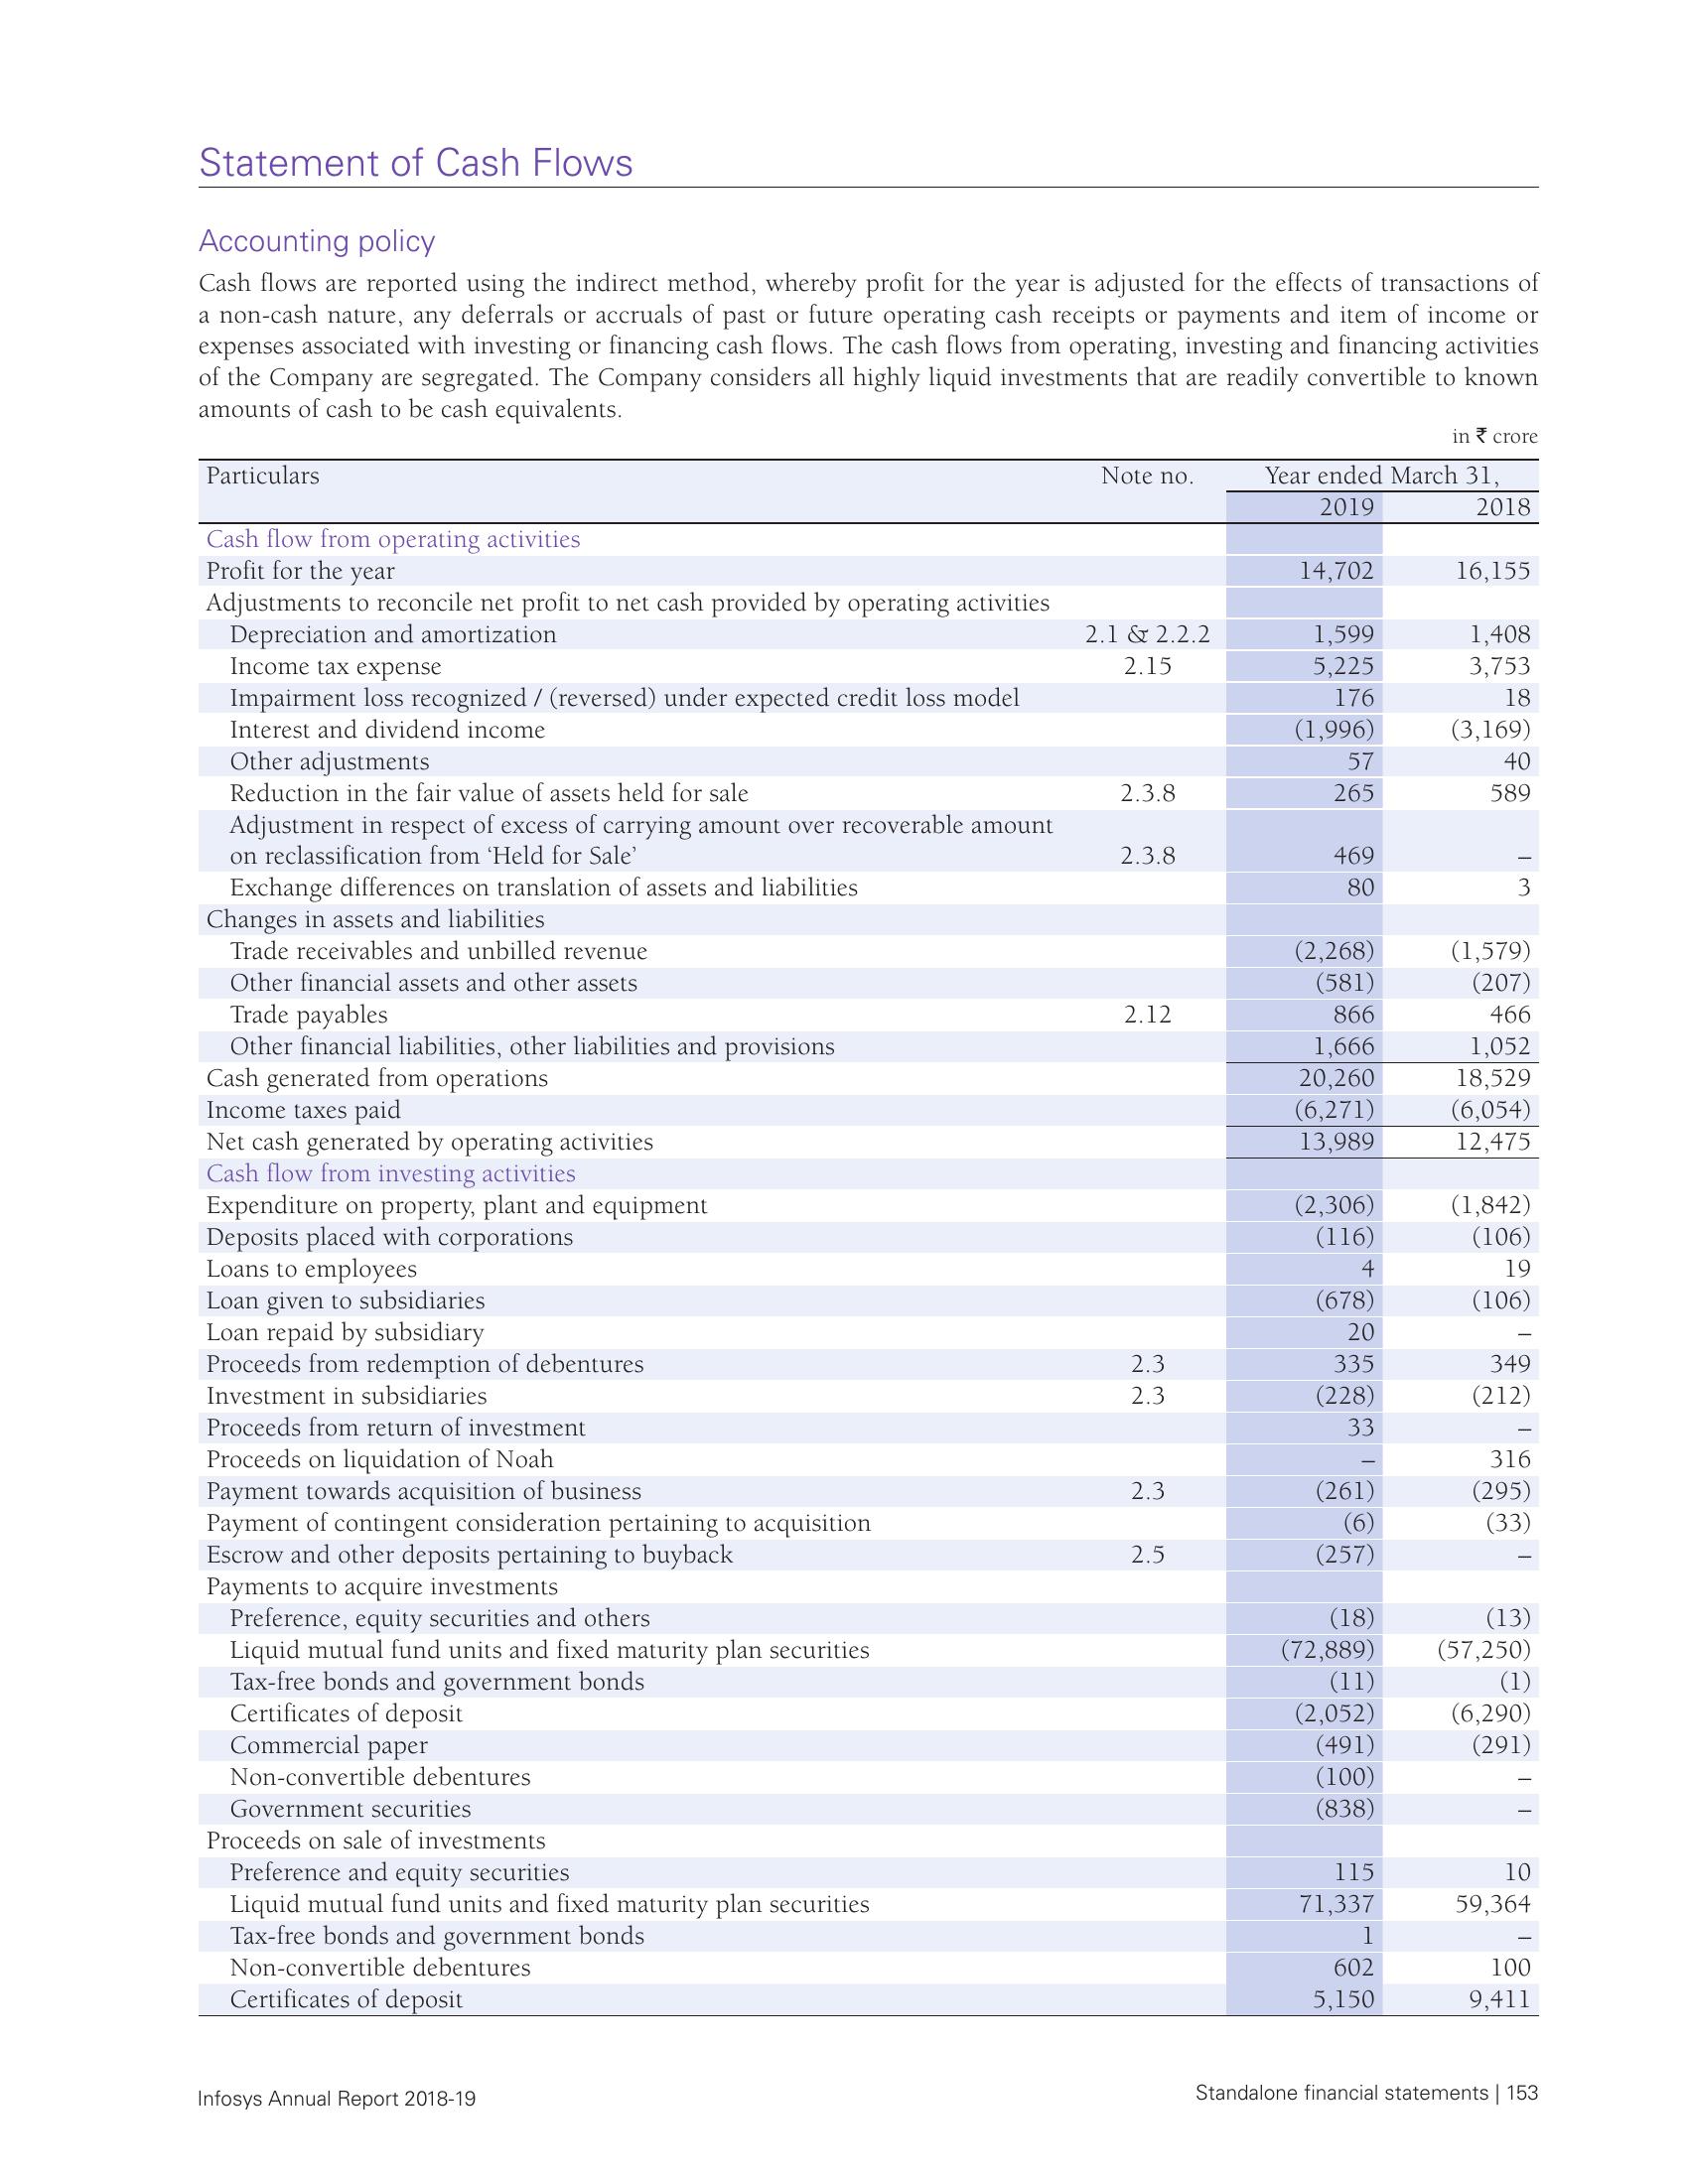 Statement of Cash Flows
Accounting policy
Cash flows are reported using the indirect method, whereby profit for the year is adjusted for the effects of transactions of
a non-cash nature, any deferrals or accruals of past or future operating cash receipts or payments and item of income or
expenses associated with investing or financing cash flows. The cash flows from operating, investing and financing activities
of the Company are segregated. The Company considers all highly liquid investments that are readily convertible to known
amounts of cash to be cash equivalents.
in ₹ crore
Particulars Note no. Year ended March 31,
2019 2018
Cash flow from operating activities
Profit for the year 14,702 16,155
Adjustments to reconcile net profit to net cash provided by operating activities
Depreciation and amortization 2.1 & 2.2.2 1,599 1,408
Income tax expense 2.15 5,225 3,753
Impairment loss recognized / (reversed) under expected credit loss model 176 18
Interest and dividend income (1,996) (3,169)
Other adjustments 57 40
Reduction in the fair value of assets held for sale 2.3.8 265 589
Adjustment in respect of excess of carrying amount over recoverable amount
on reclassification from ‘Held for Sale’ 2.3.8 469 –
Exchange differences on translation of assets and liabilities 80 3
Changes in assets and liabilities
Trade receivables and unbilled revenue (2,268) (1,579)
Other financial assets and other assets (581) (207)
Trade payables 2.12 866 466
Other financial liabilities, other liabilities and provisions 1,666 1,052
Cash generated from operations 20,260 18,529
Income taxes paid (6,271) (6,054)
Net cash generated by operating activities 13,989 12,475
Cash flow from investing activities
Expenditure on property, plant and equipment (2,306) (1,842)
Deposits placed with corporations (116) (106)
Loans to employees 4 19
Loan given to subsidiaries (678) (106)
Loan repaid by subsidiary 20 –
Proceeds from redemption of debentures 2.3 335 349
Investment in subsidiaries 2.3 (228) (212)
Proceeds from return of investment 33 –
Proceeds on liquidation of Noah – 316
Payment towards acquisition of business 2.3 (261) (295)
Payment of contingent consideration pertaining to acquisition (6) (33)
Escrow and other deposits pertaining to buyback 2.5 (257) –
Payments to acquire investments
Preference, equity securities and others (18) (13)
Liquid mutual fund units and fixed maturity plan securities (72,889) (57,250)
Tax-free bonds and government bonds (11) (1)
Certificates of deposit (2,052) (6,290)
Commercial paper (491) (291)
Non-convertible debentures (100) –
Government securities (838) –
Proceeds on sale of investments
Preference and equity securities 115 10
Liquid mutual fund units and fixed maturity plan securities 71,337 59,364
Tax-free bonds and government bonds 1 –
Non-convertible debentures 602 100
Certificates of deposit 5,150 9,411
Infosys Annual Report 2018-19 Standalone financial statements | 153